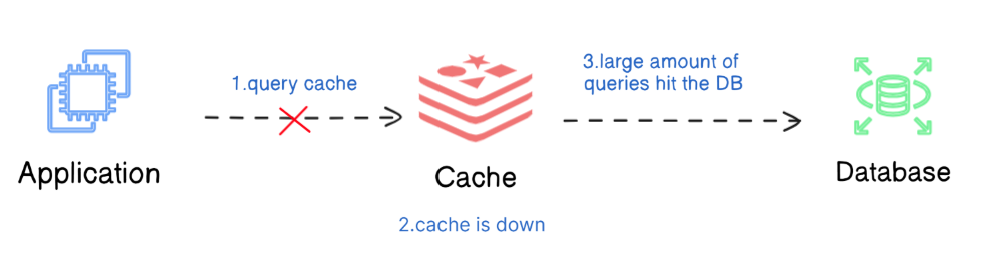 1.query cache
3.large amount of
queries hit the DB
Application
Cache
Database
2.cache is down